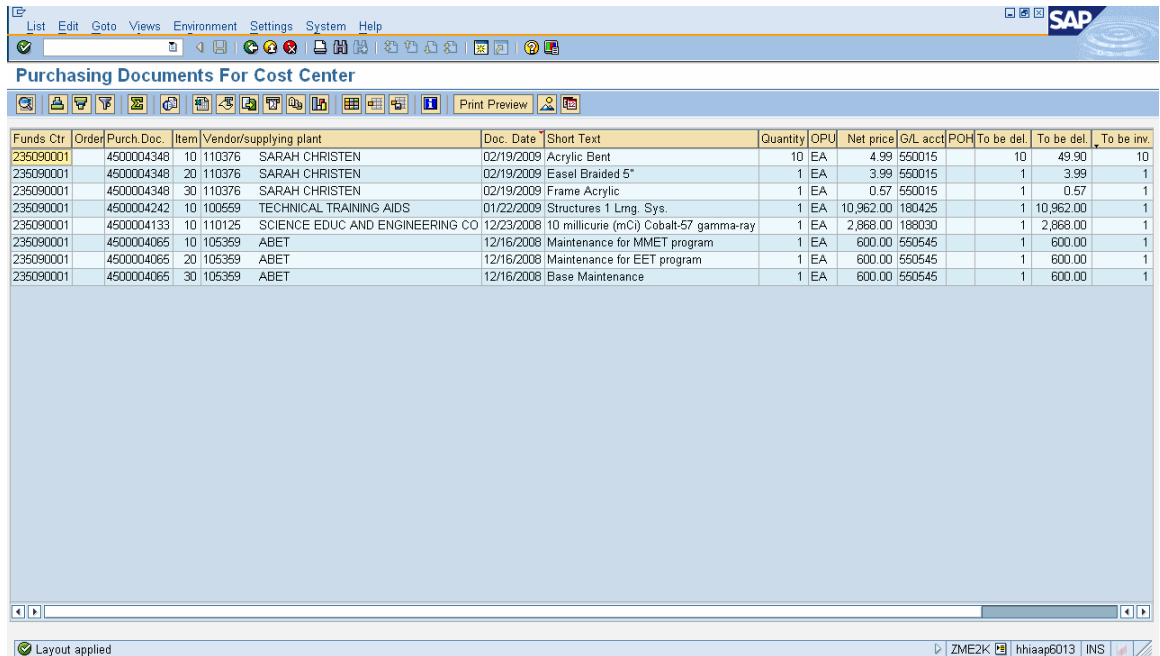 List Edit Goto Views Environment Settings System Help
SAP
Purchasing Documents For Cost Center
Print Preview
Funds Ctr Order Purch.Doc. Item Vendor/supplying plant Doc. Date Short Text Quantity OPU Net price G/L acct POH To be del. To be del. To be inv.
235090001 4500004348 10 110376 SARAH CHRISTEN 02/19/2009 Acrylic Bent 10 EA 4.99 550015 10 49.90 10
235090001 4500004348 20 110376 SARAH CHRISTEN 02/19/2009 Easel Braided 5" 1 EA 3.99 550015 1 3.99 1
235090001 4500004348 30 110376 SARAH CHRISTEN 02/19/2009 Frame Acrylic 1 EA 0.57 550015 1 0.57 1
235090001 4500004242 10 100559 TECHNICAL TRAINING AIDS 01/22/2009 Structures 1 Lrng. Sys. 1 EA 10,962.00 180425 1 10,962.00 1
235090001 4500004133 10 110125 SCIENCE EDUC AND ENGINEERING CO 12/23/2008 10 millicurie (mCi) Cobalt-57 gamma-ray 1 EA 2,868.00 188030 1 2,868.00 1
235090001 4500004065 10 105359 ABET 12/16/2008 Maintenance for MMET program 1 EA 600.00 550545 1 600.00 1
235090001 4500004065 20 105359 ABET 12/16/2008 Maintenance for EET program 1 EA 600.00 550545 1 600.00 1
235090001 4500004065 30 105359 ABET 12/16/2008 Base Maintenance 1 EA 600.00 550545 1 600.00 1
Layout applied ZME2K hhiaap6013 INS